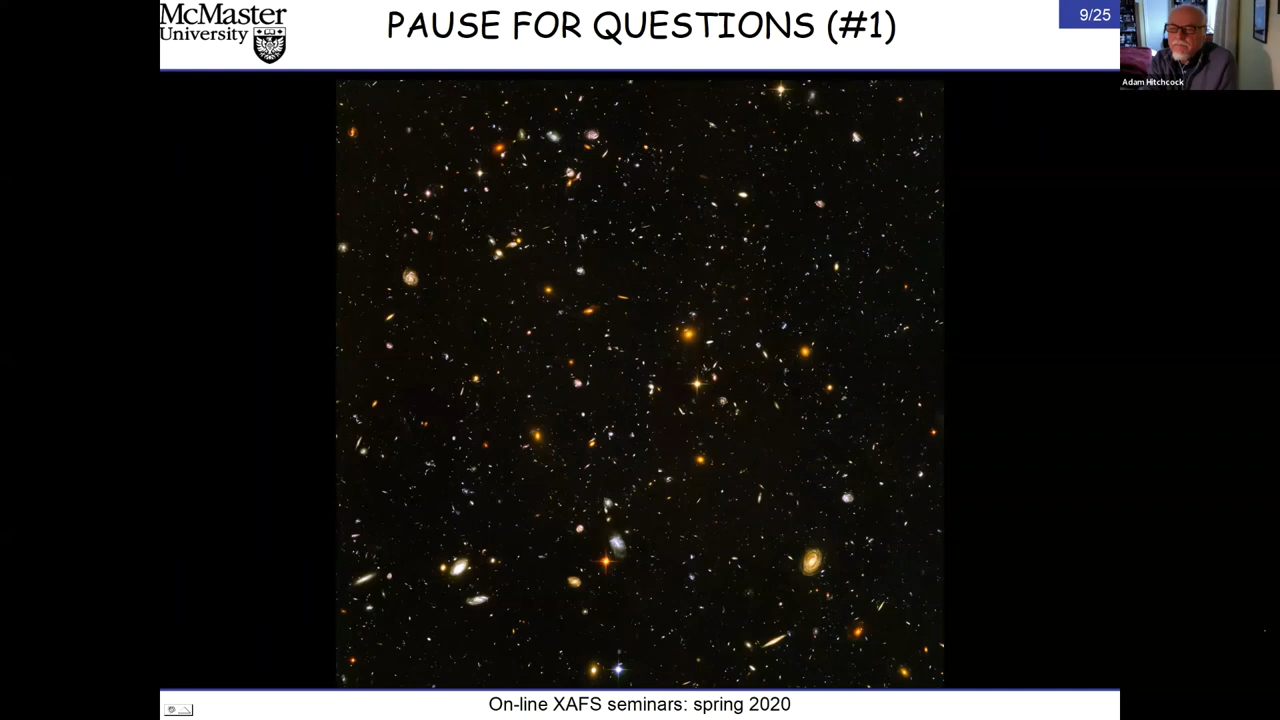 McMaster
University
PAUSE FOR QUESTIONS (#1)
9/25
Adam Hitchcock
On-line XAFS seminars: spring 2020